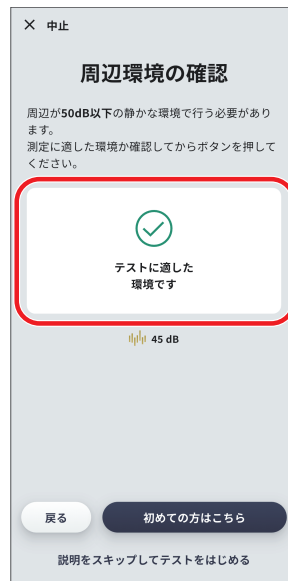 × 中止
周辺環境の確認
周辺が50dB以下の静かな環境で行う必要があり
ます。
測定に適した環境か確認してからボタンを押して
ください。
テストに適した
環境です
45 dB
戻る
初めての方はこちら
説明をスキップしてテストをはじめる